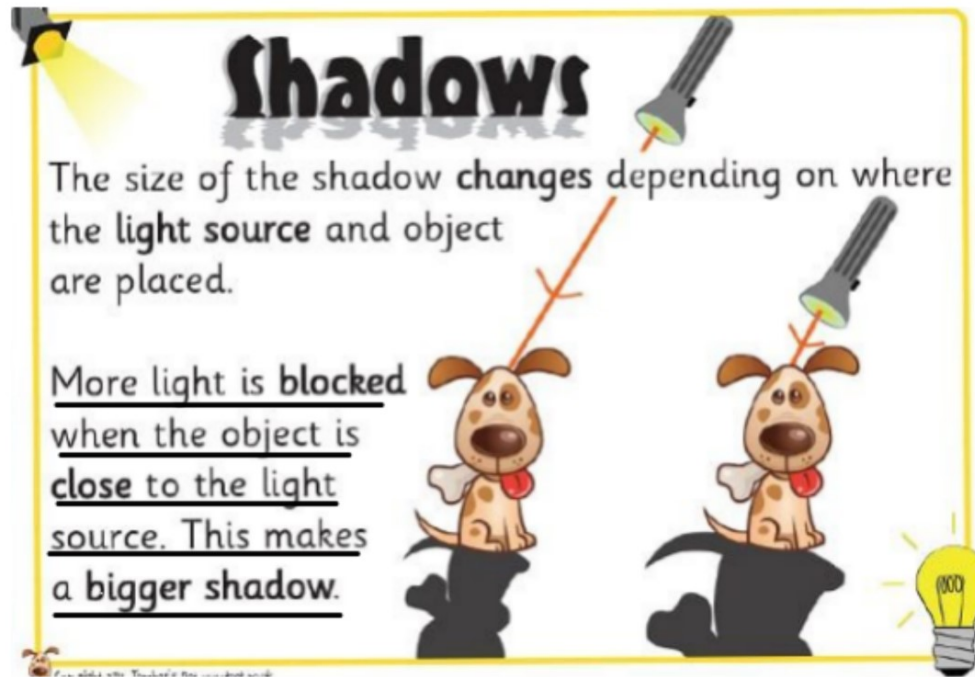 Shadows
The size of the shadow changes depending on where
the light source and object
are placed.
More light is blocked
when the object is
close to the light
source. This makes
a bigger shadow.